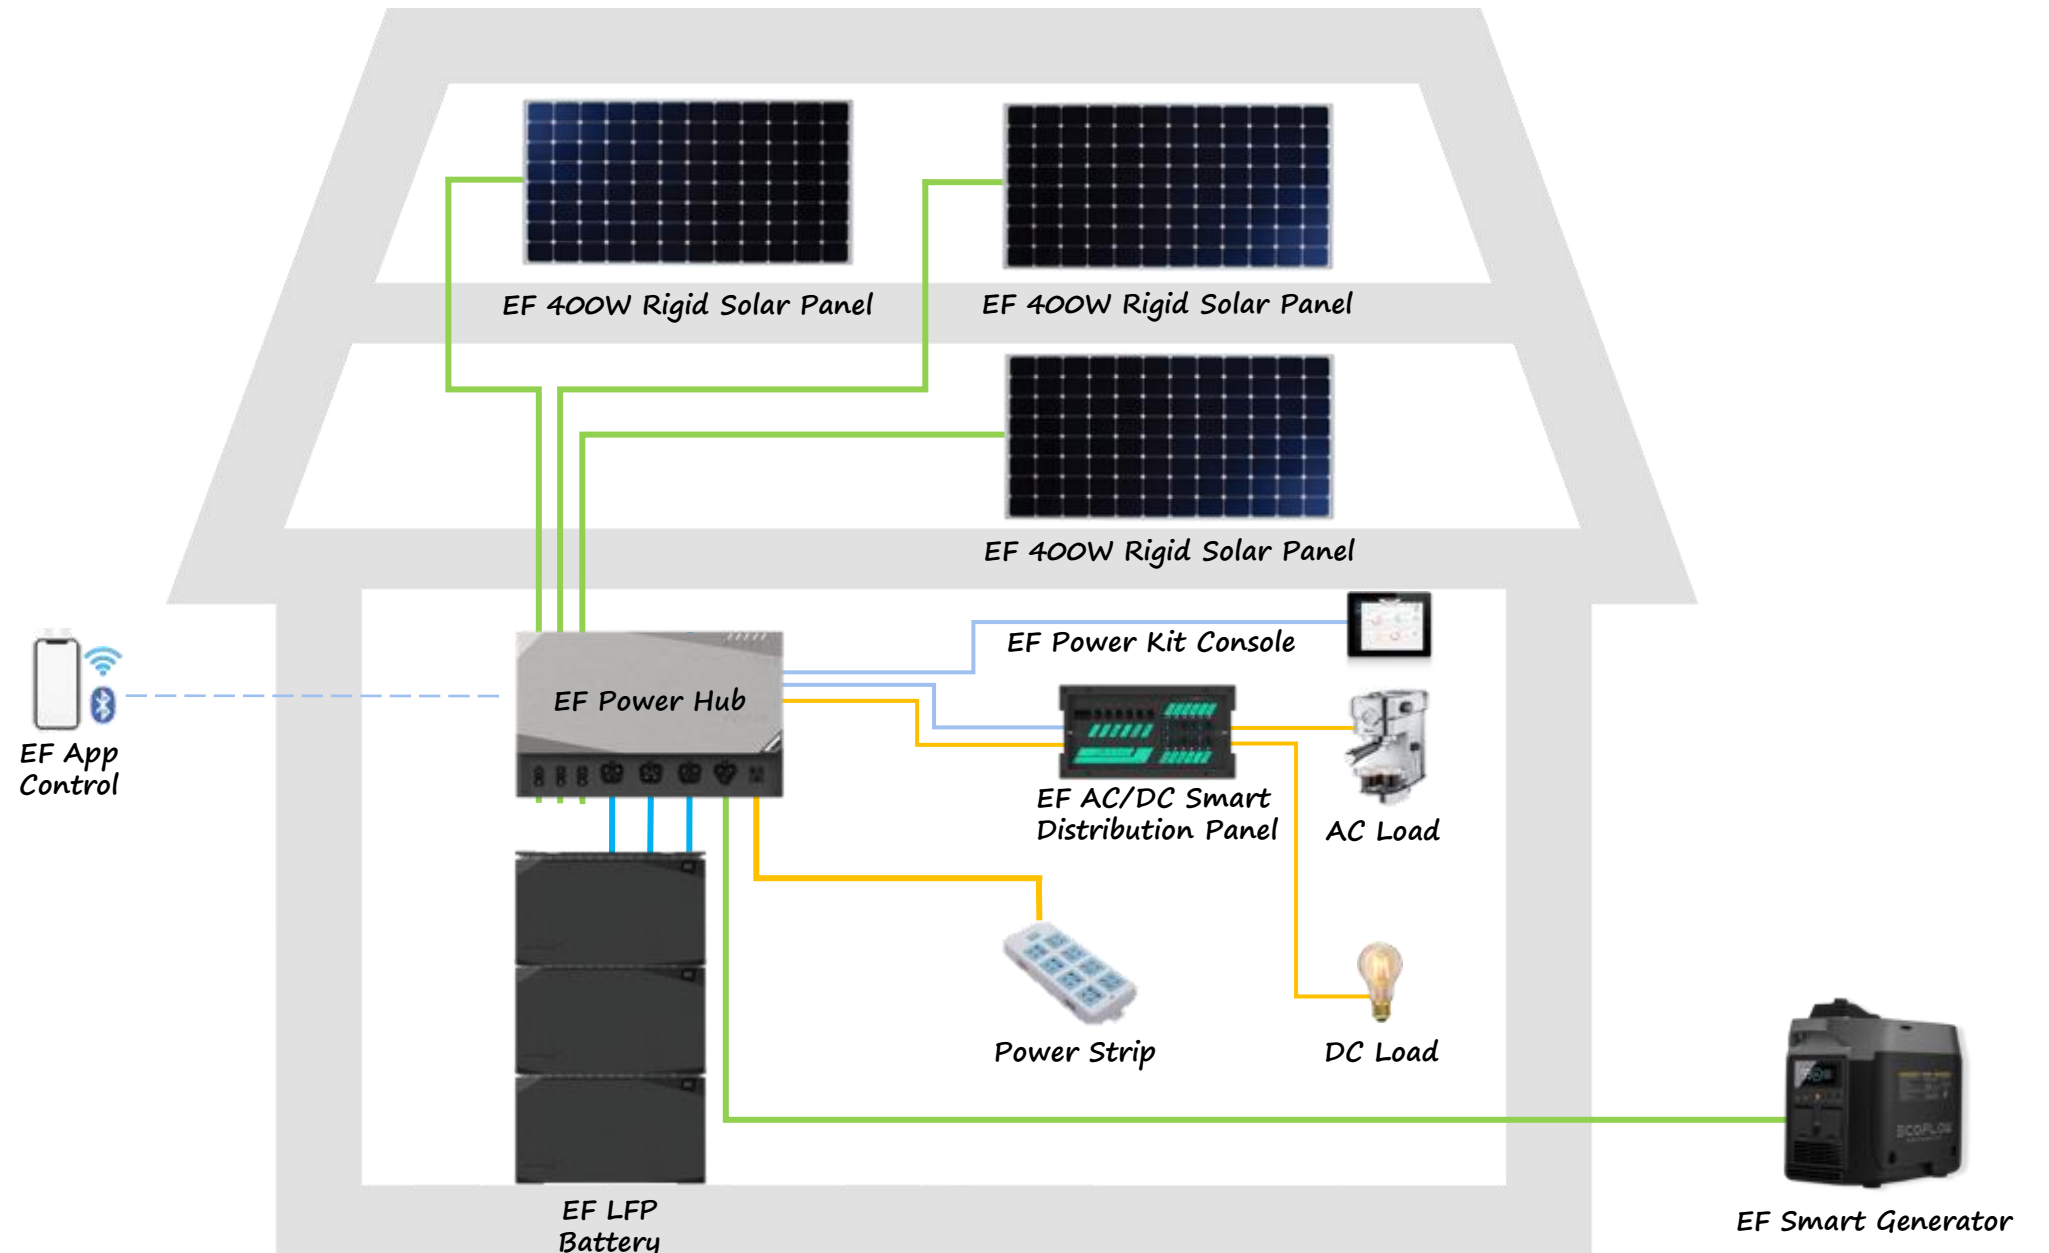 EF 400W Rigid Solar Panel
EF 400W Rigid Solar Panel
EF 400W Rigid Solar Panel
EF Power Kit Console
EF Power Hub
EF App
Control
EF AC/DC Smart
Distribution Panel
AC Load
Power Strip
DC Load
ECOFLOW
EF LFP
Battery
EF Smart Generator